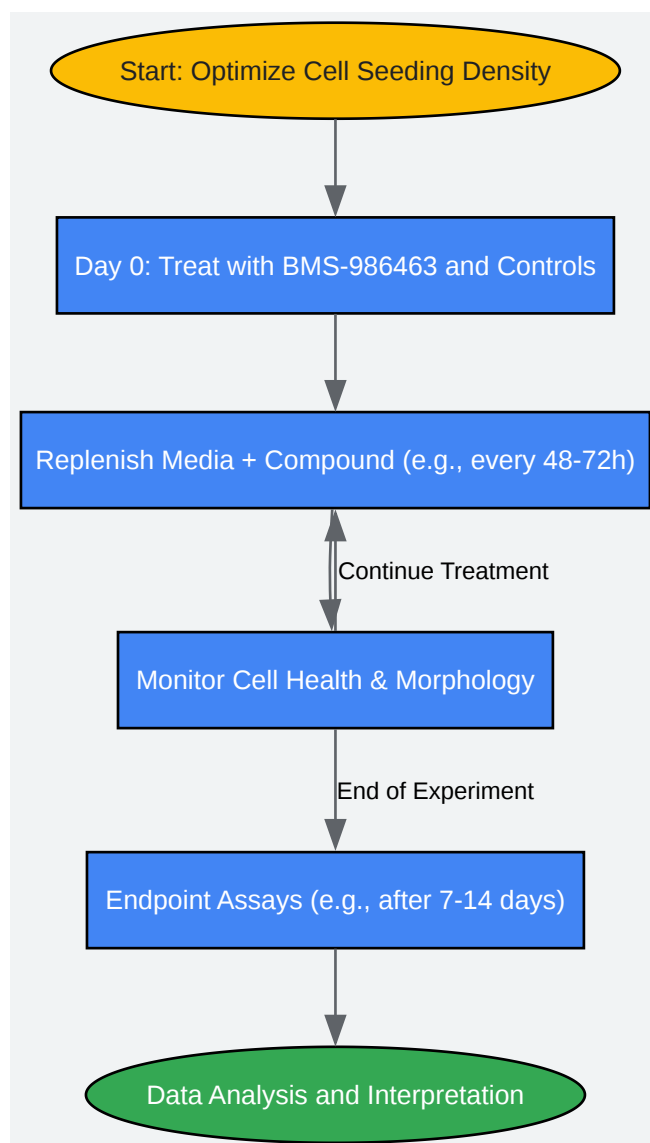 Start: Optimize Cell Seeding Density
Day 0: Treat with BMS-986463 and Controls
Replenish Media + Compound (e.g., every 48-72h)
Continue Treatment
Monitor Cell Health & Morphology
End of Experiment
Endpoint Assays (e.g., after 7-14 days)
Data Analysis and Interpretation